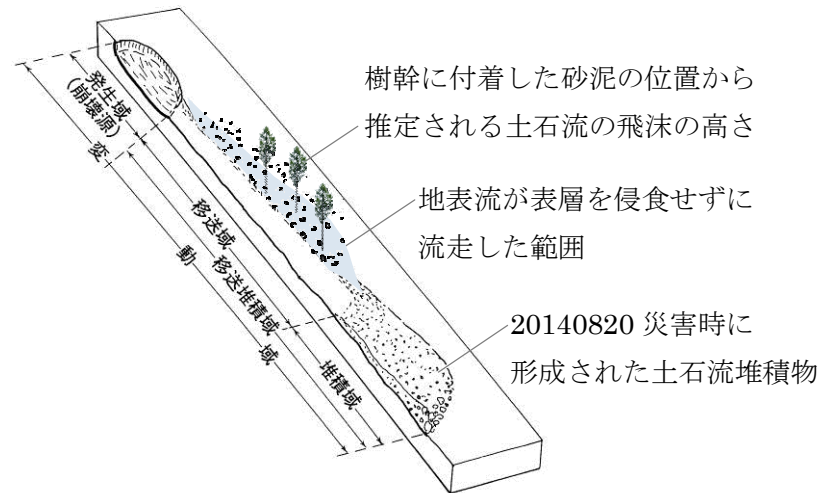 樹幹に付着した砂泥の位置から
推定される土石流の飛沫の高さ
地表流が表層を侵食せずに
流走した範囲
20140820 災害時に
形成された土石流堆積物
発生域
(崩壊源)
移送域
移送堆積域
堆積域
変動域